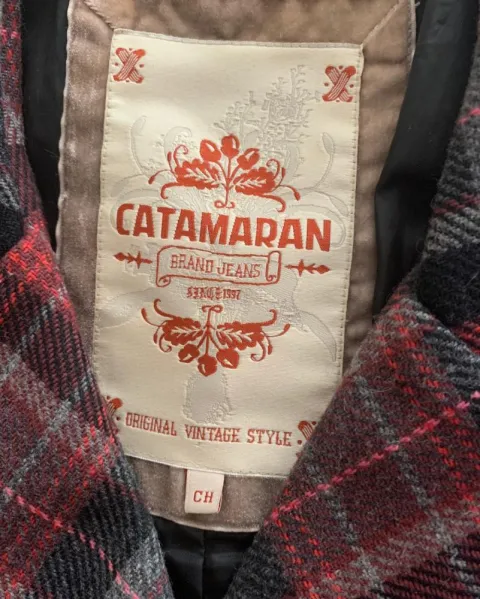 CATAMARAN
BRAND JEANS
SINCE 1997
ORIGINAL VINTAGE STYLE
CH